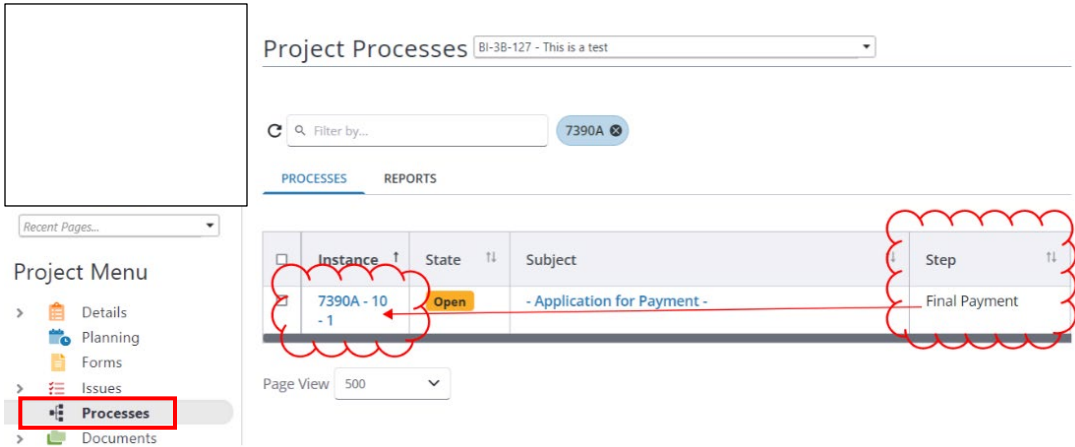 Project Processes BI-3B-127 - This is a test
Filter by...
7390A
PROCESSES REPORTS
Recent Pages...
Project Menu
Details
Planning
Forms
Issues
Processes
Documents
Instance State Subject Step
7390A - 10
- 1
Open
- Application for Payment -
Final Payment
Page View 500